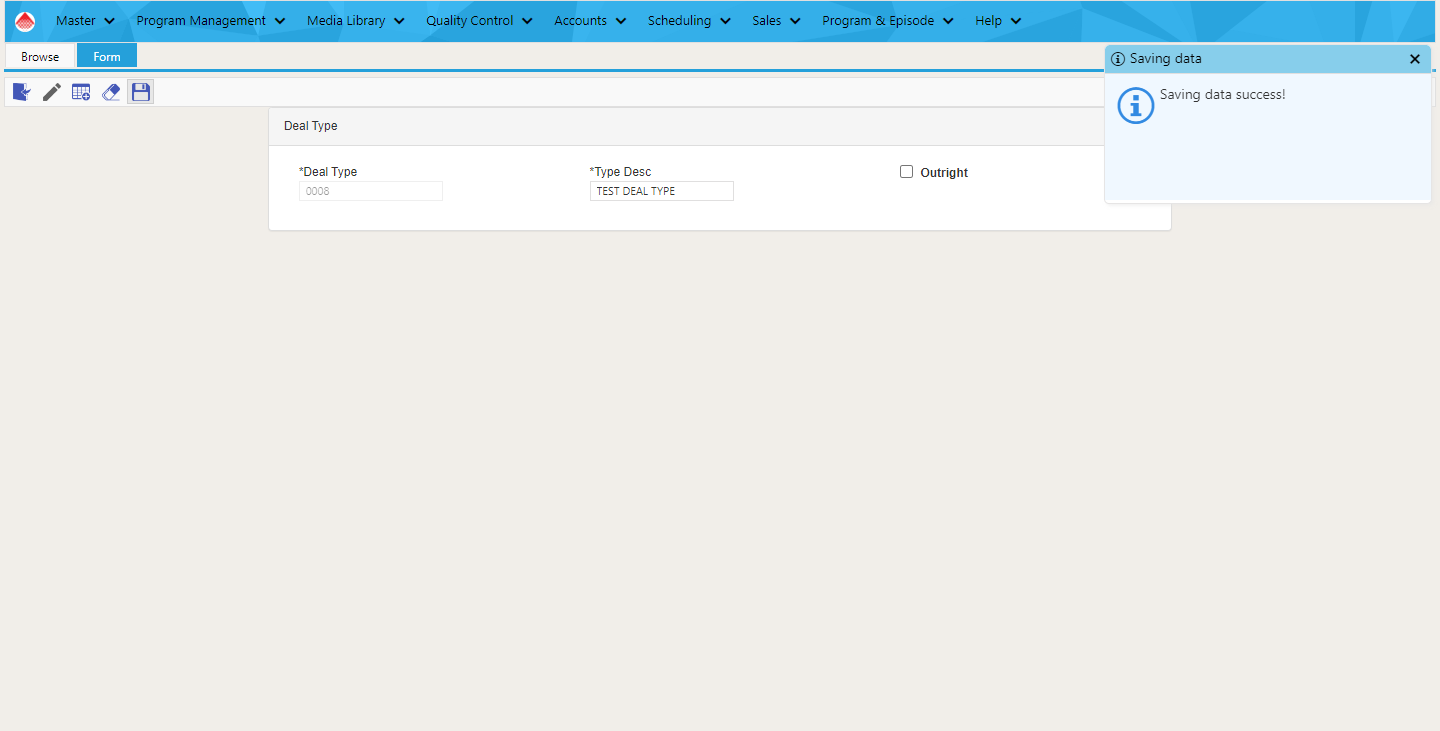 Master Program Management Media Library Quality Control Accounts Scheduling Sales Program & Episode Help
Browse Form
Saving data
Saving data success!
Deal Type
*Deal Type *Type Desc Outright
0008 TEST DEAL TYPE